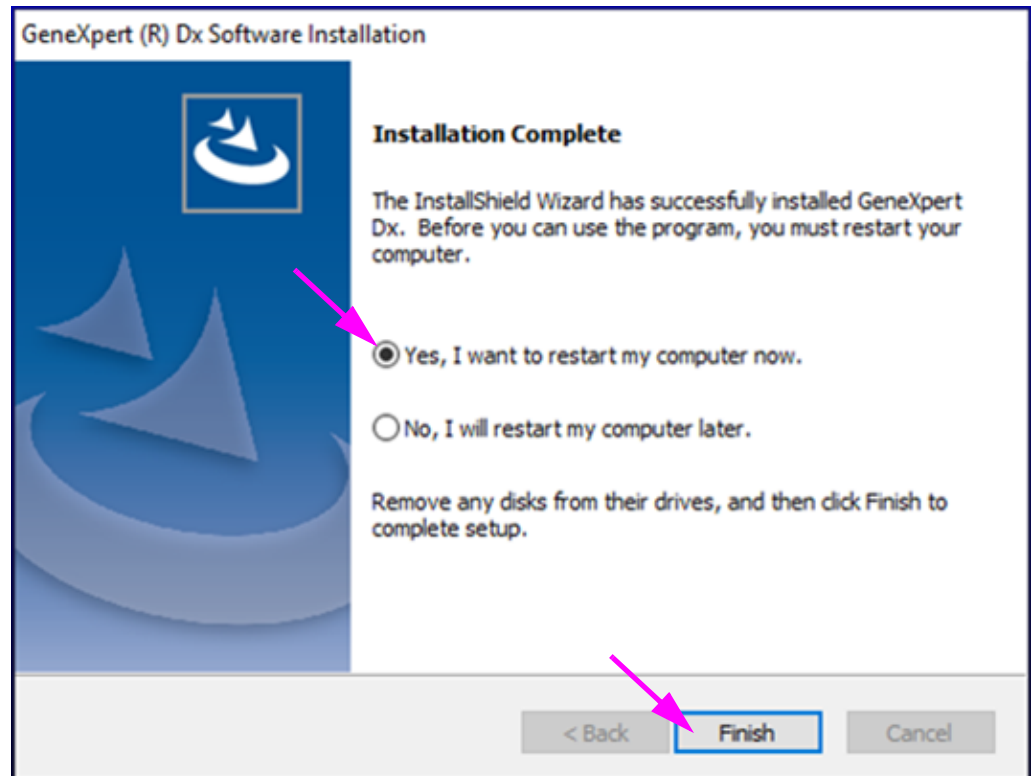 GeneXpert (R) Dx Software Installation
Installation Complete
The InstallShield Wizard has successfully installed GeneXpert
Dx. Before you can use the program, you must restart your
computer.
Yes, I want to restart my computer now.
No, I will restart my computer later.
Remove any disks from their drives, and then click Finish to
complete setup.
< Back Finish Cancel